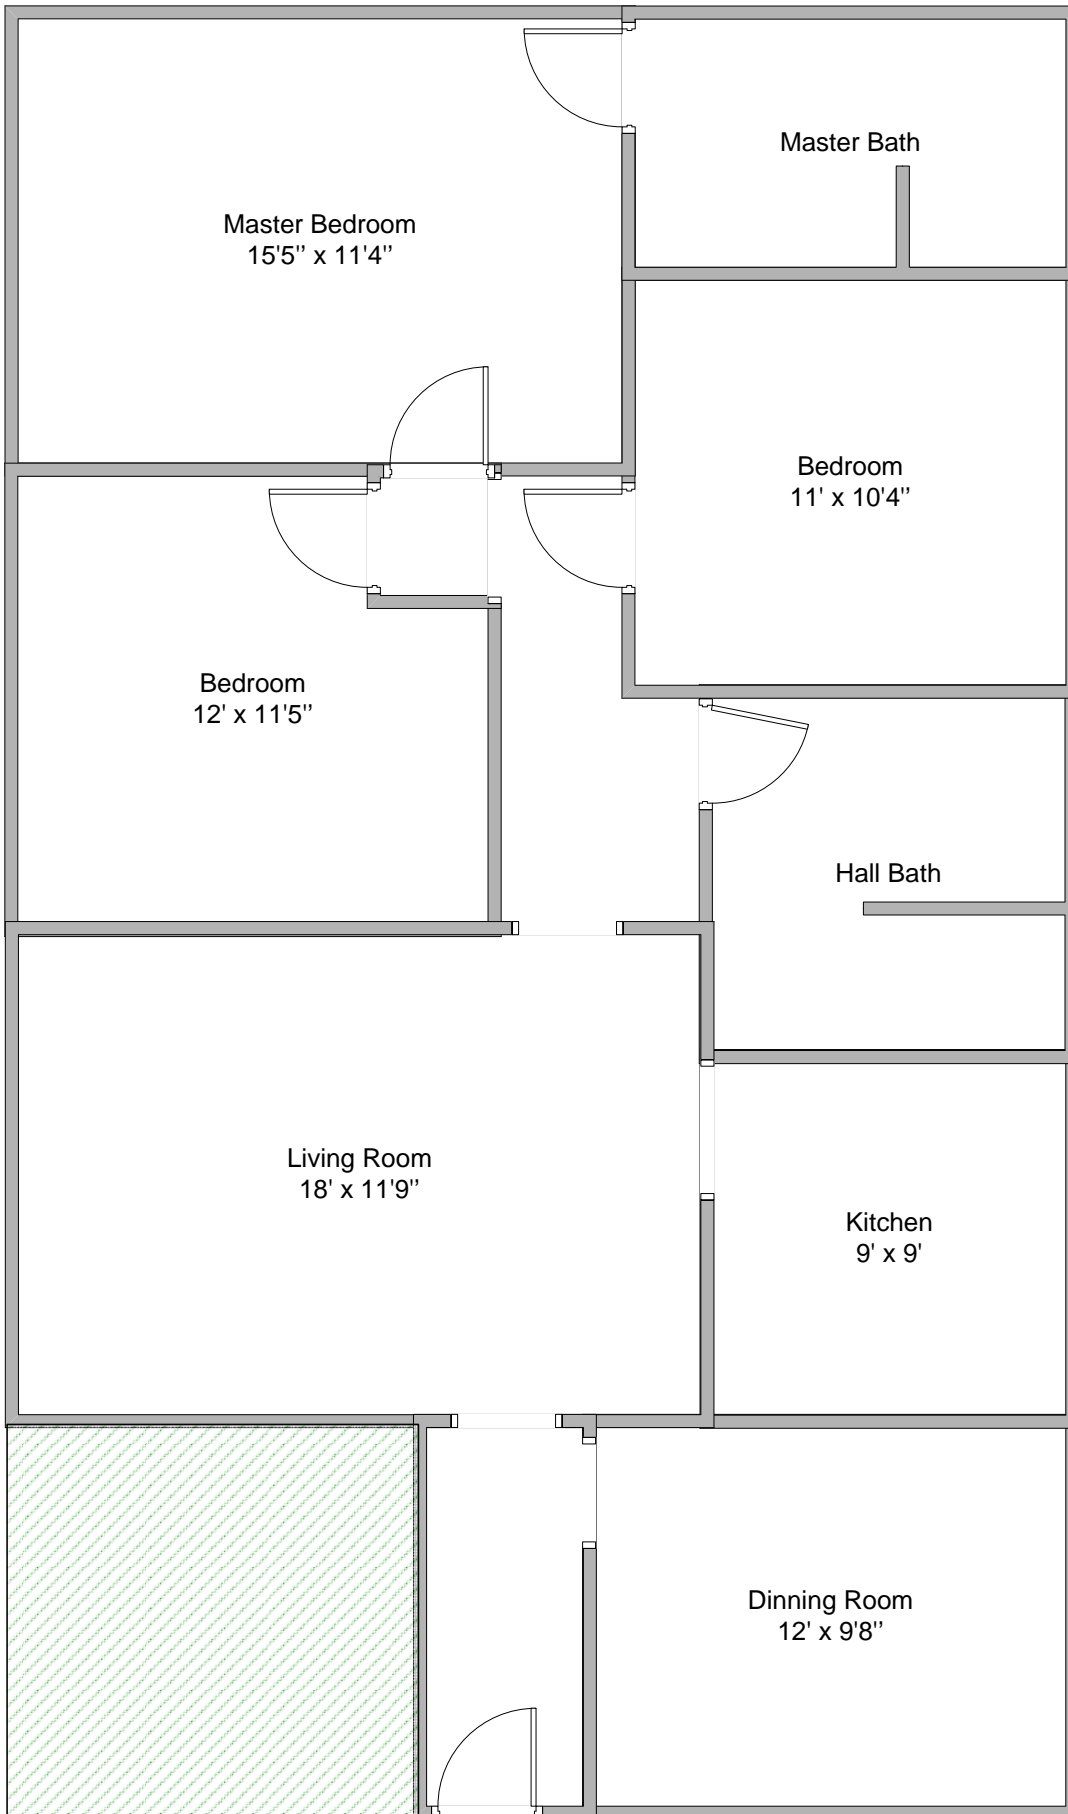 Master Bath
Master Bedroom
15'5'' x 11'4''
Bedroom
11' x 10'4''
Bedroom
12' x 11'5''
Hall Bath
Living Room
18' x 11'9''
Kitchen
9' x 9'
Dinning Room
12' x 9'8''